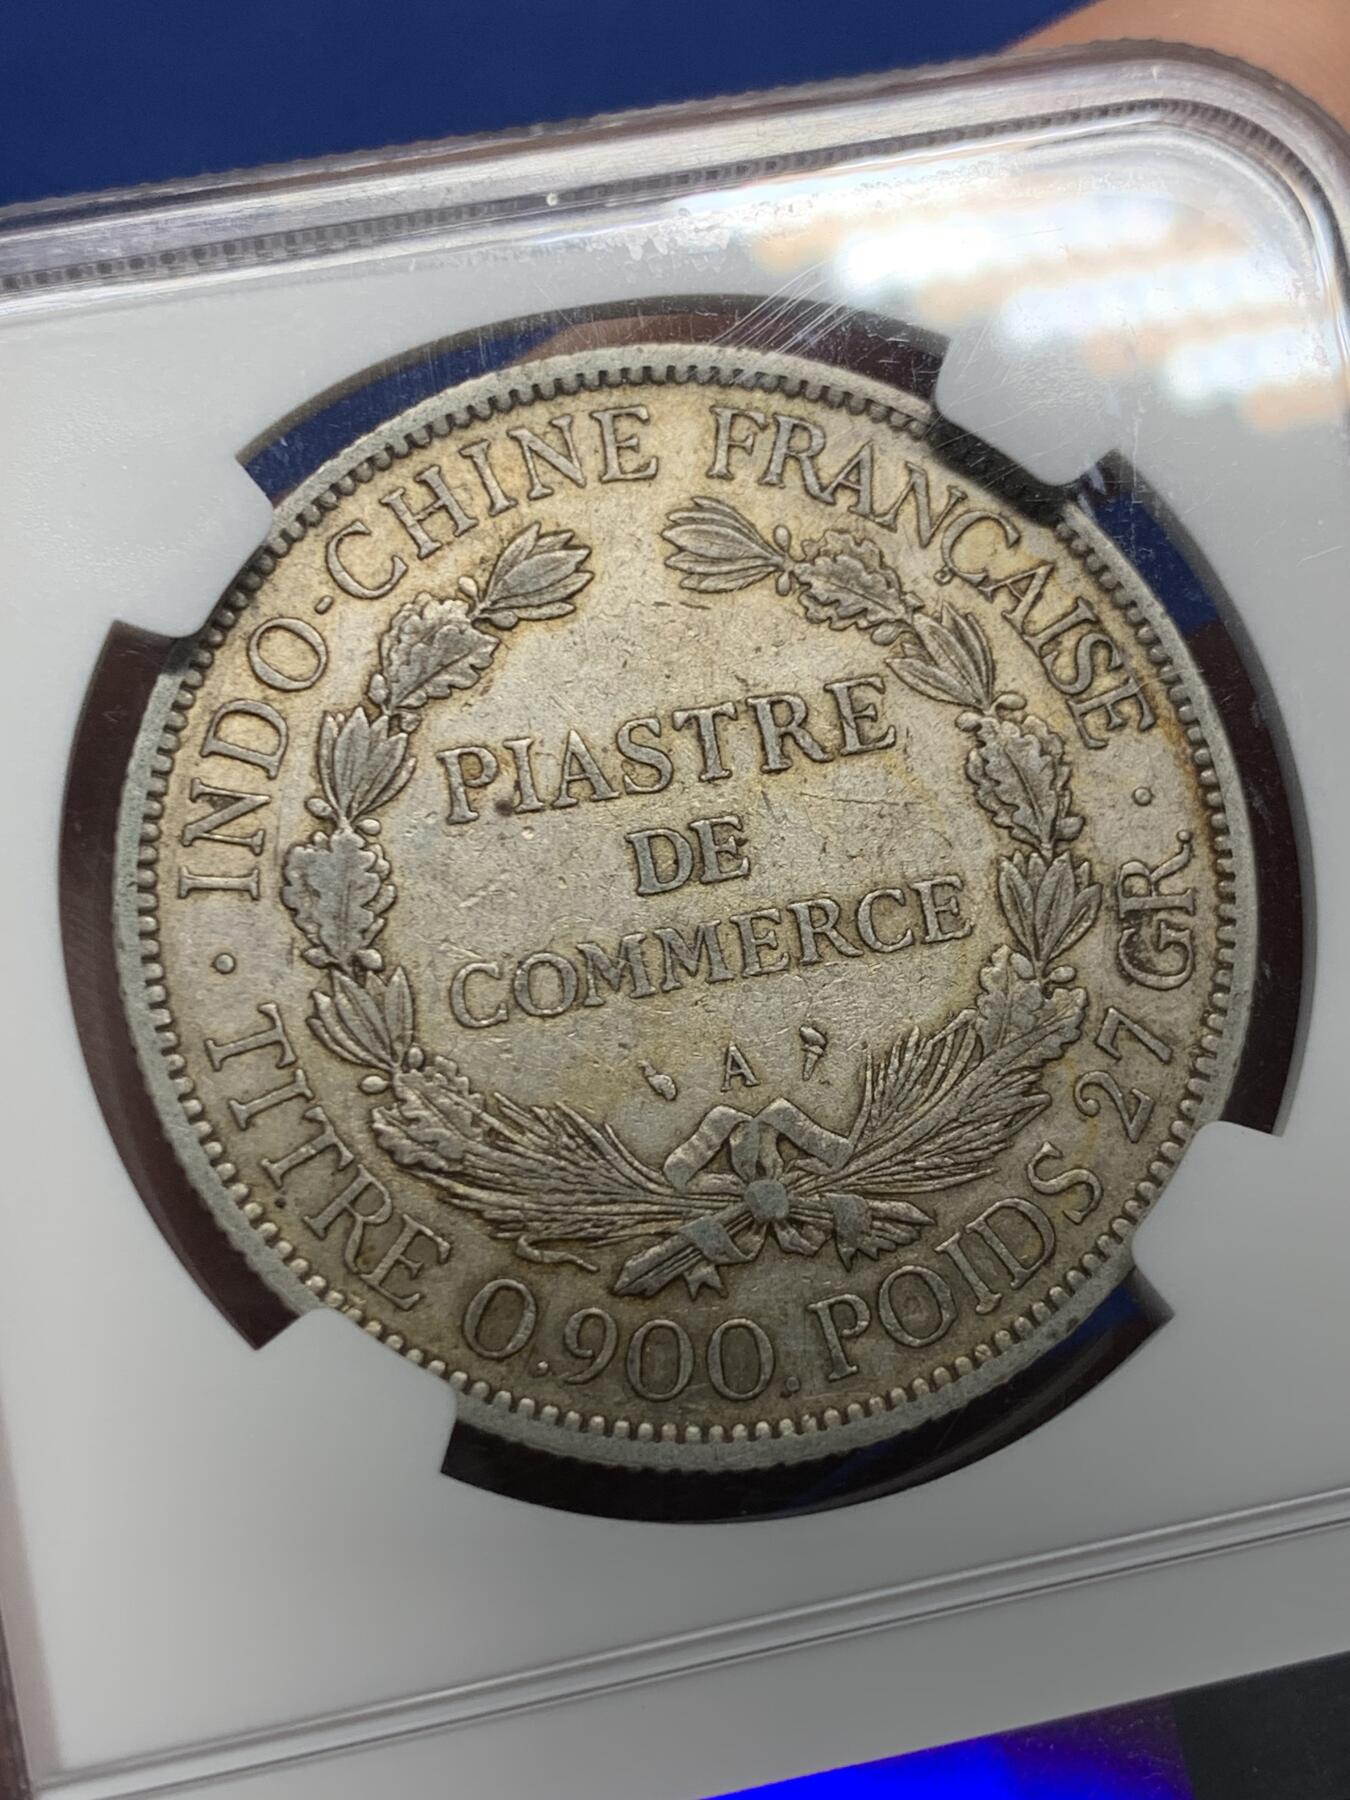 INDO-CHINE FRANÇAISE
PIASTRE
DE
COMMERCE
A
· TITRE 0,900. POIDS 27 GR. ·